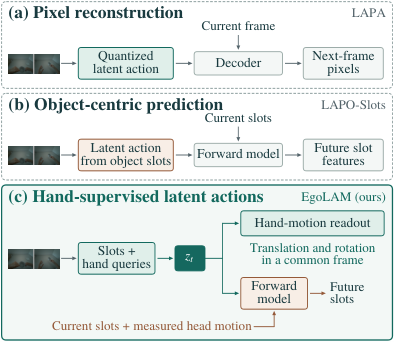 (a) Pixel reconstruction
LAPA
Current frame
Quantized
latent action
Decoder
Next-frame
pixels
(b) Object-centric prediction
LAPO-Slots
Current slots
Latent action
from object slots
Forward model
Future slot
features
(c) Hand-supervised latent actions
EgoLAM (ours)
Hand-motion readout
Slots +
hand queries
z_t
Translation and rotation
in a common frame
Forward
model
Future
slots
Current slots + measured head motion